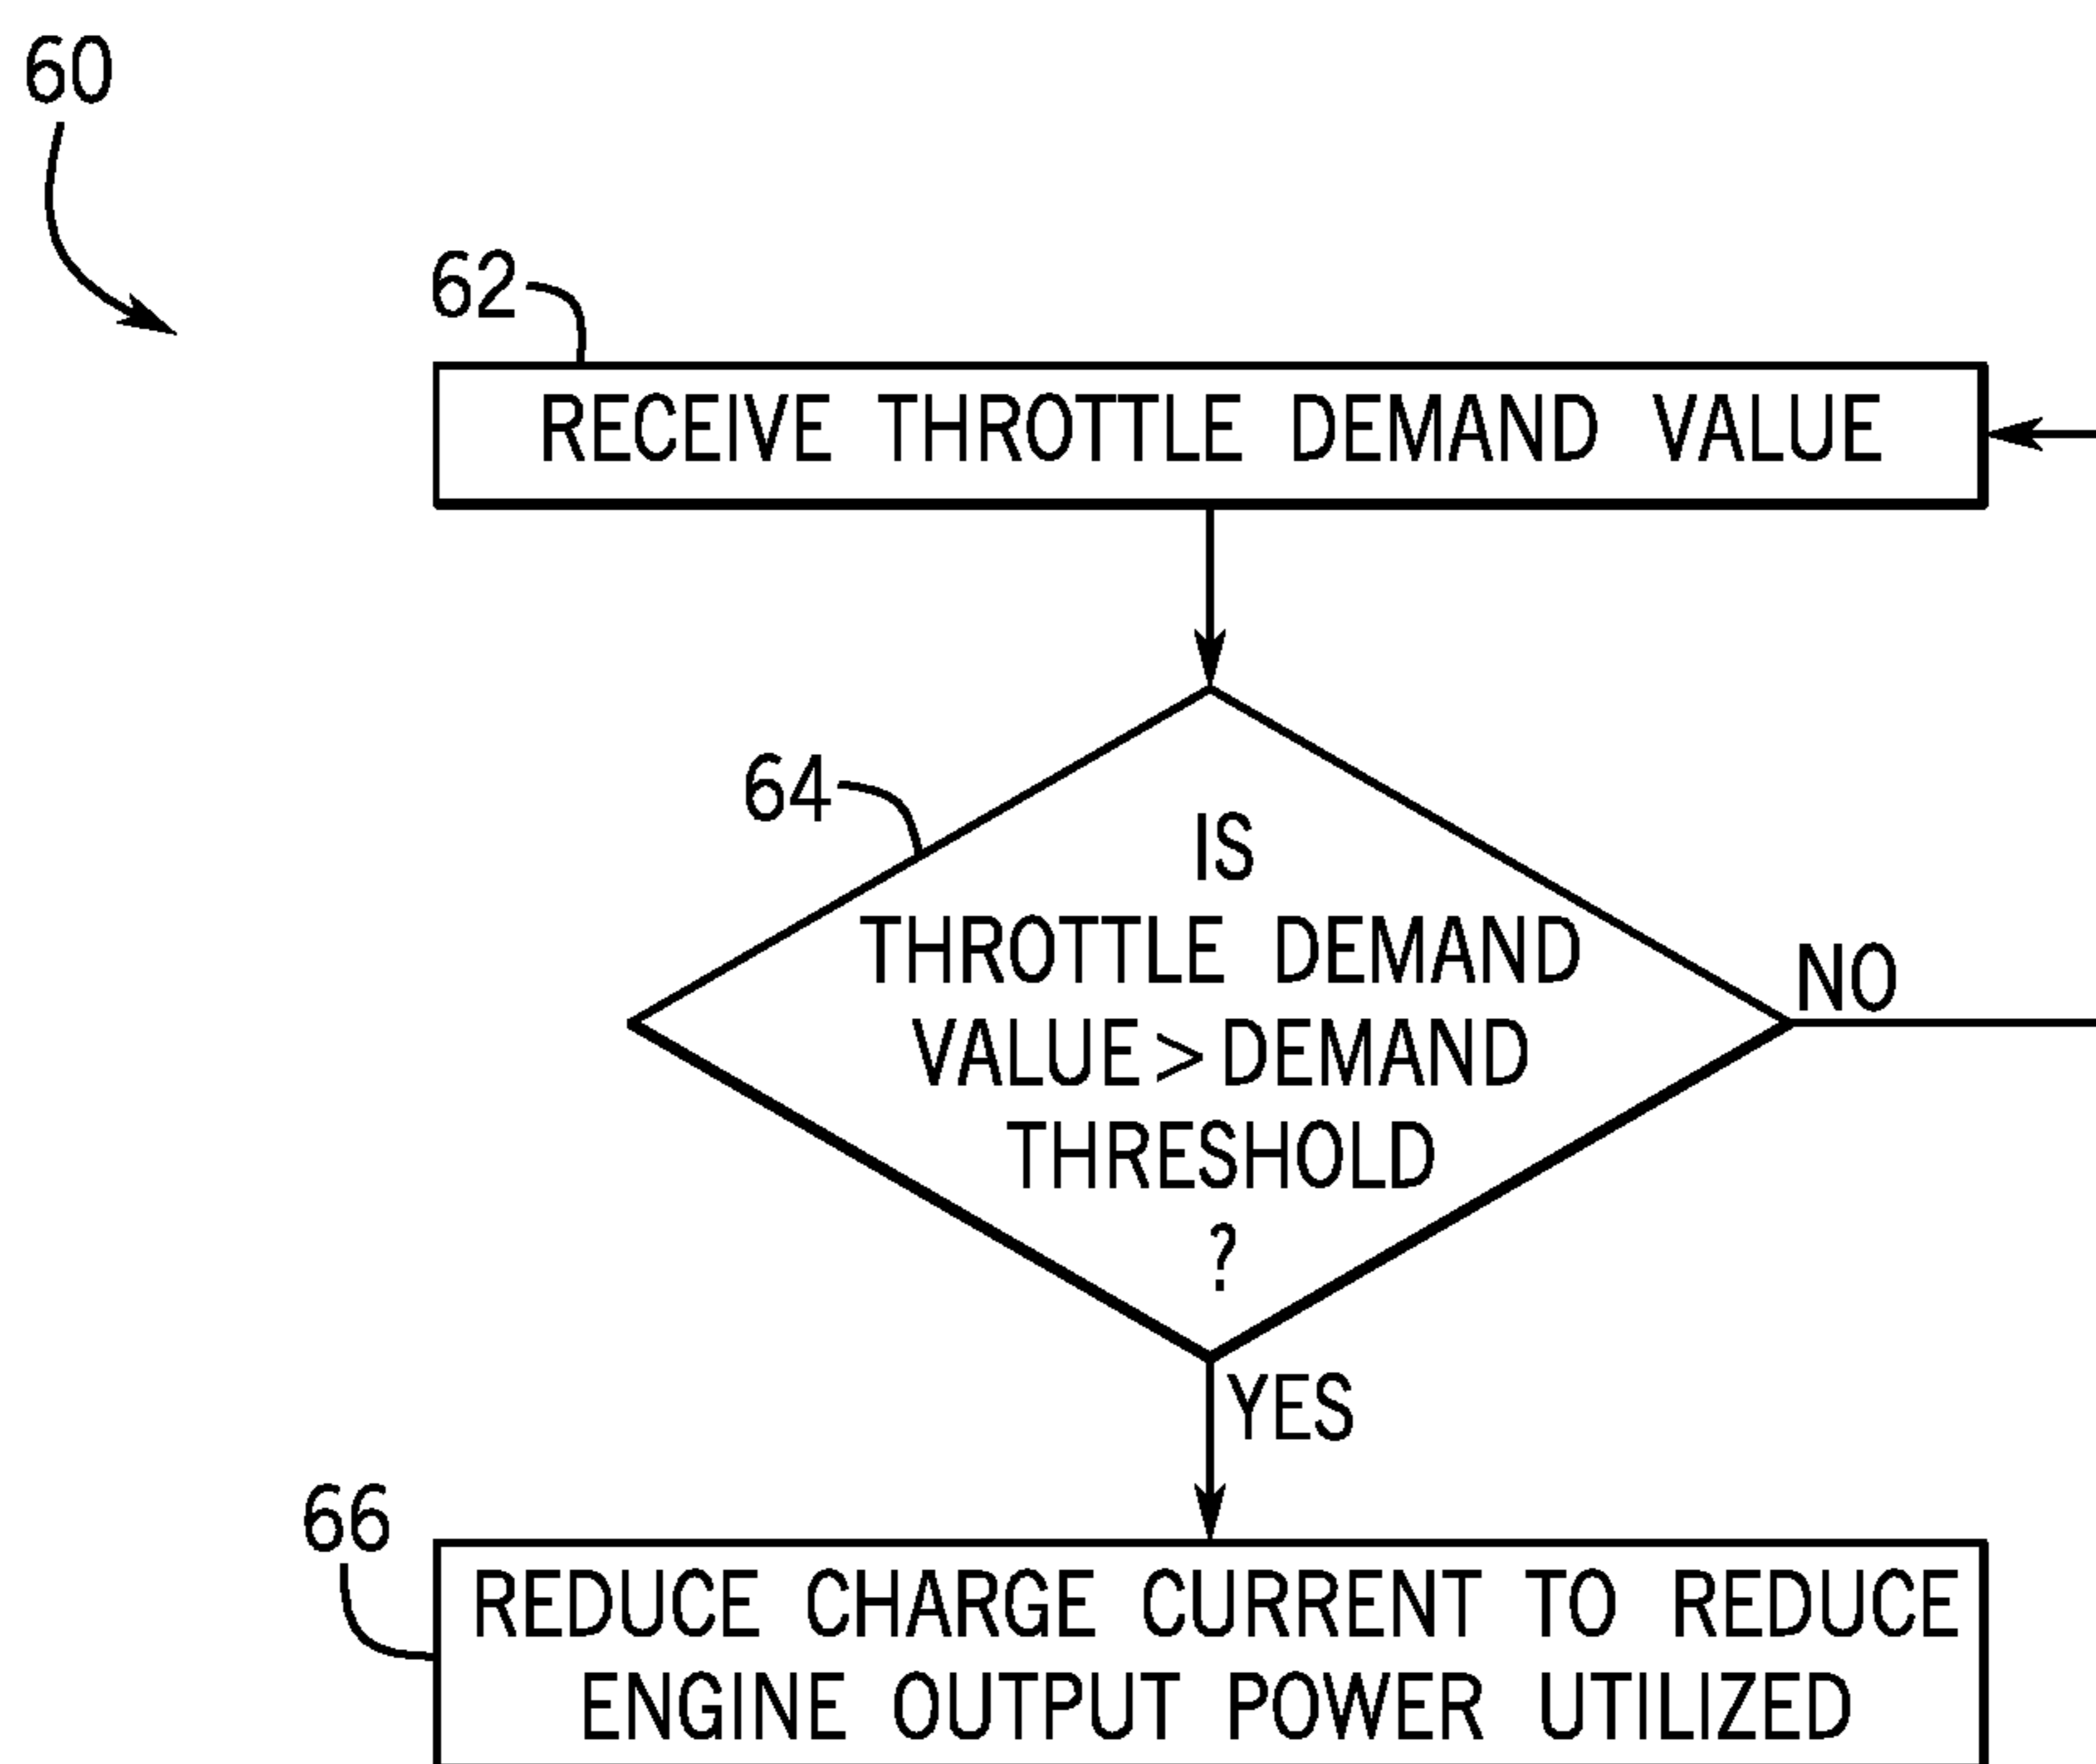 60
62
RECEIVE THROTTLE DEMAND VALUE
64
IS
THROTTLE DEMAND
VALUE > DEMAND
THRESHOLD
?
NO
YES
66
REDUCE CHARGE CURRENT TO REDUCE
ENGINE OUTPUT POWER UTILIZED